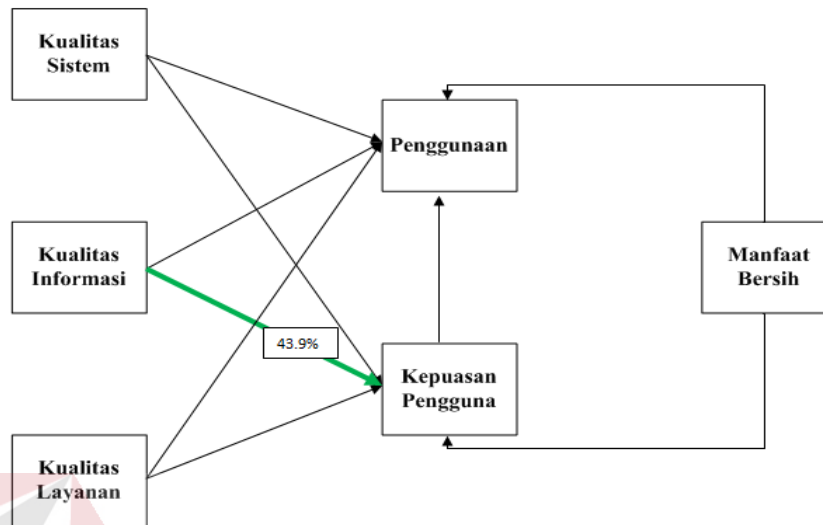 Kualitas
Sistem
Penggunaan
Kualitas
Informasi
Manfaat
Bersih
43.9%
Kepuasan
Pengguna
Kualitas
Layanan